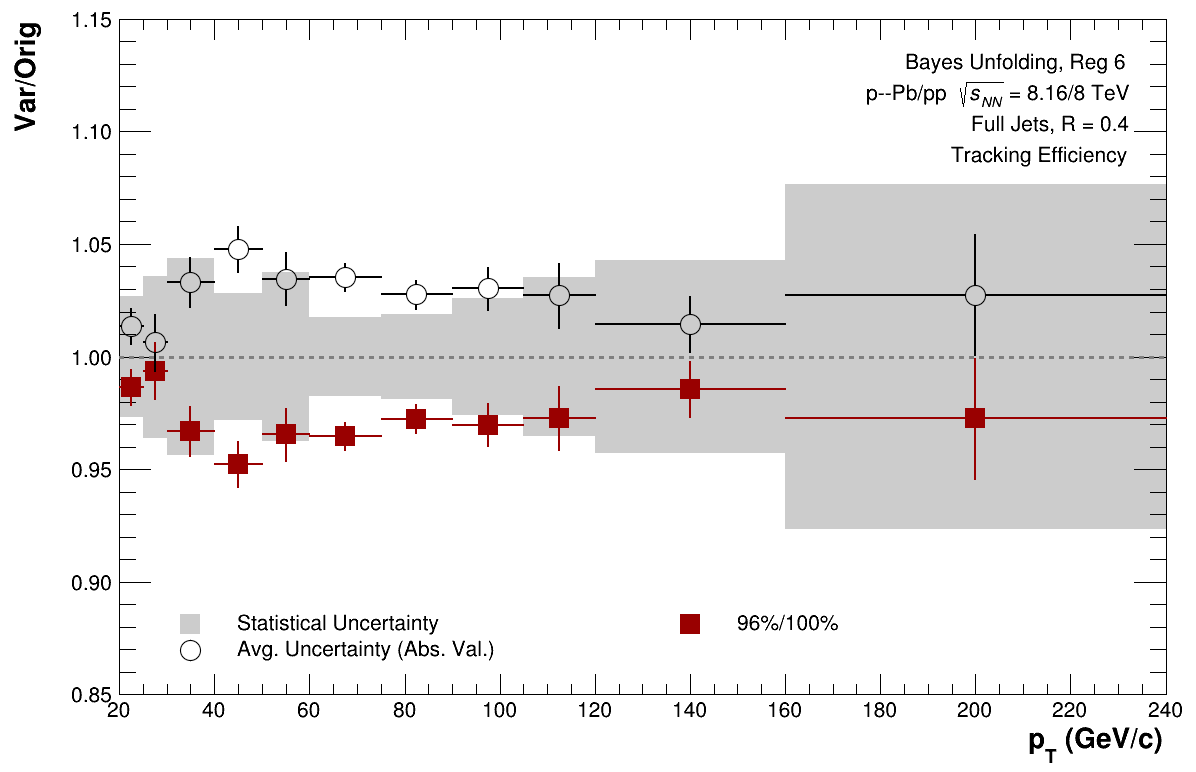 Var/Orig
1.15
1.10
1.05
1.00
0.95
0.90
0.85
Bayes Unfolding, Reg 6
p--Pb/pp √s_NN = 8.16/8 TeV
Full Jets, R = 0.4
Tracking Efficiency
Statistical Uncertainty
96%/100%
Avg. Uncertainty (Abs. Val.)
20 40 60 80 100 120 140 160 180 200 220 240
p_T (GeV/c)